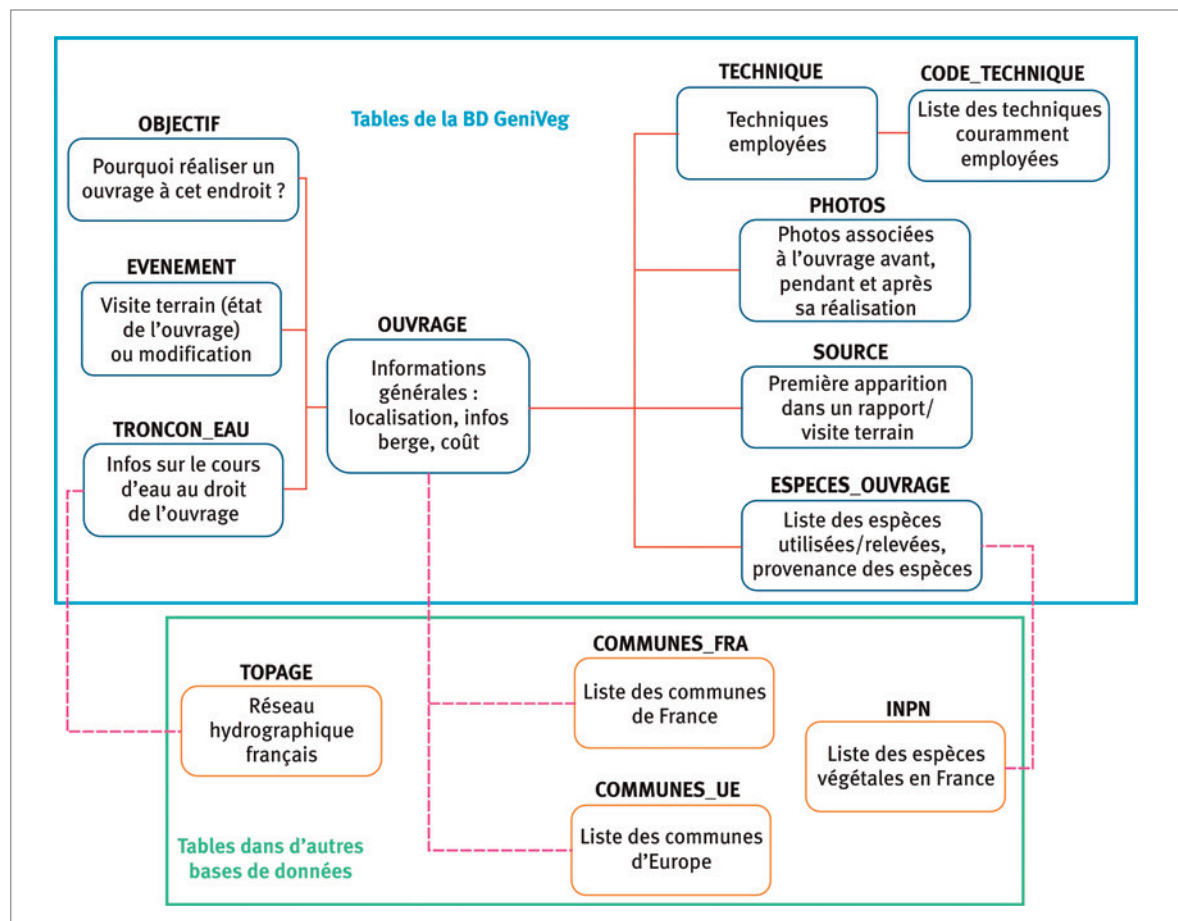 Tables de la BD GeniVeg
OBJECTIF
Pourquoi réaliser un
ouvrage à cet endroit ?
EVENEMENT
Visite terrain (état
de l'ouvrage)
ou modification
TRONCON_EAU
Infos sur le cours
d'eau au droit
de l'ouvrage
OUVRAGE
Informations
générales :
localisation, infos
berge, coût
TECHNIQUE
Techniques
employées
CODE_TECHNIQUE
Liste des techniques
couramment
employées
PHOTOS
Photos associées
à l'ouvrage avant,
pendant et après
sa réalisation
SOURCE
Première apparition
dans un rapport/
visite terrain
ESPECES_OUVRAGE
Liste des espèces
utilisées/relevées,
provenance des espèces
TOPAGE
Réseau
hydrographique
français
COMMUNES_FRA
Liste des communes
de France
COMMUNES_UE
Liste des communes
d'Europe
INPN
Liste des espèces
végétales en France
Tables dans d'autres
bases de données